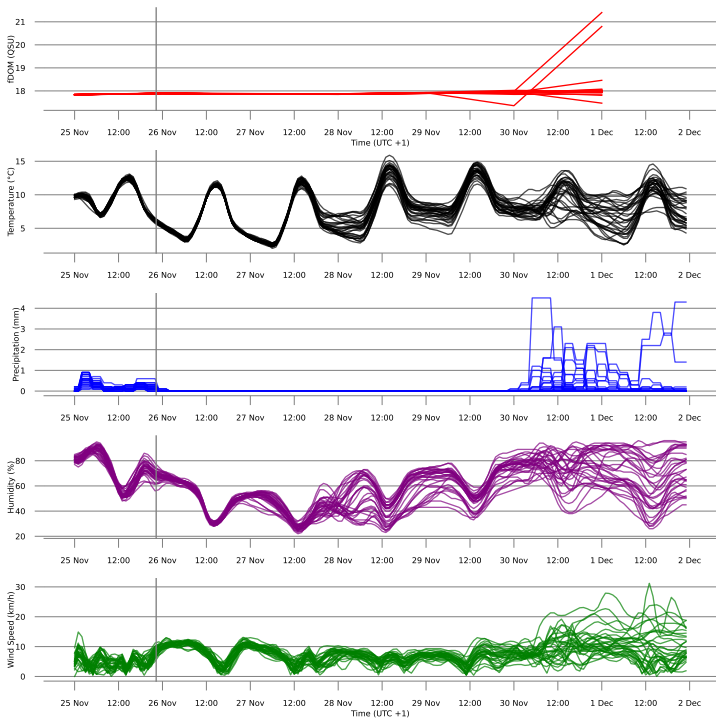 21
20
19
18
fDOM (QSU)
25 Nov 12:00 26 Nov 12:00 27 Nov 12:00 28 Nov 12:00 29 Nov 12:00 30 Nov 12:00 1 Dec 12:00 2 Dec
Time (UTC +1)
15
10
5
Temperature (°C)
25 Nov 12:00 26 Nov 12:00 27 Nov 12:00 28 Nov 12:00 29 Nov 12:00 30 Nov 12:00 1 Dec 12:00 2 Dec
4
3
2
1
0
Precipitation (mm)
25 Nov 12:00 26 Nov 12:00 27 Nov 12:00 28 Nov 12:00 29 Nov 12:00 30 Nov 12:00 1 Dec 12:00 2 Dec
80
60
40
20
Humidity (%)
25 Nov 12:00 26 Nov 12:00 27 Nov 12:00 28 Nov 12:00 29 Nov 12:00 30 Nov 12:00 1 Dec 12:00 2 Dec
30
20
10
0
Wind Speed (km/h)
25 Nov 12:00 26 Nov 12:00 27 Nov 12:00 28 Nov 12:00 29 Nov 12:00 30 Nov 12:00 1 Dec 12:00 2 Dec
Time (UTC +1)